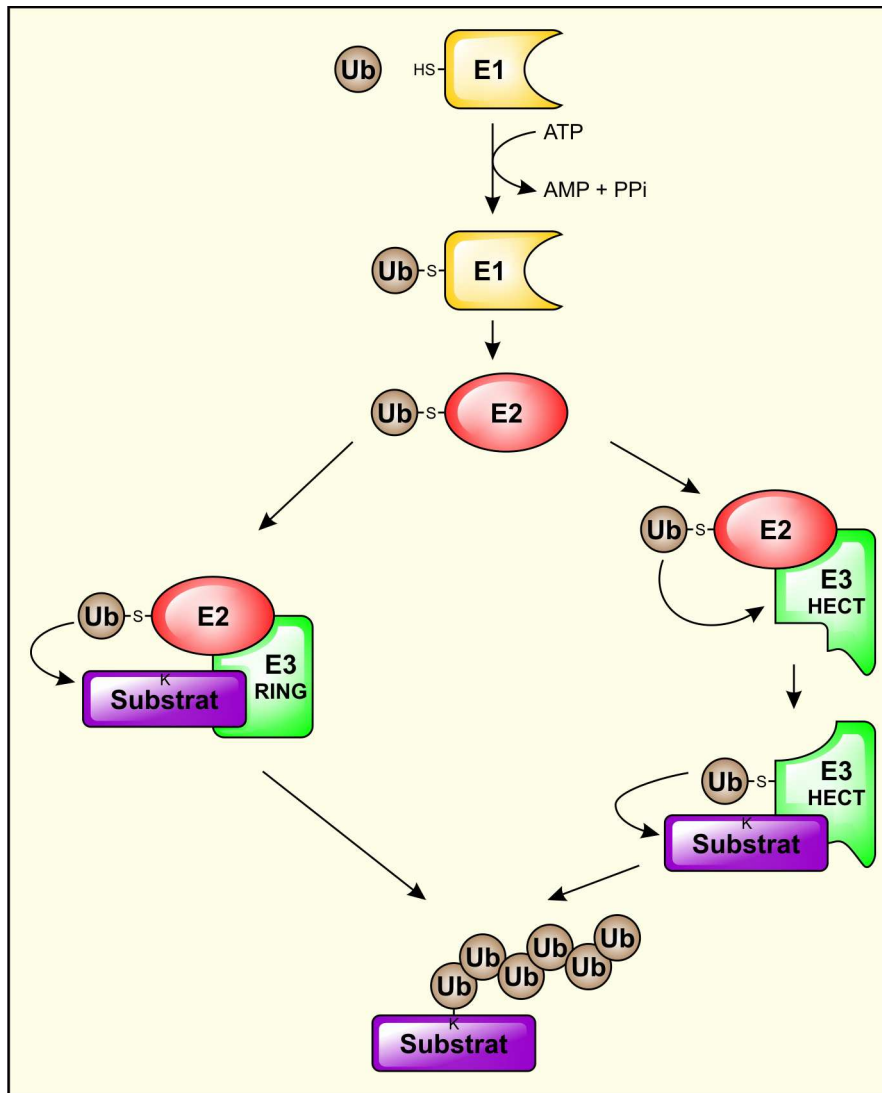 Ub HS E1
ATP
AMP + PPi
Ub S E1
Ub S E2
Ub S E2
E3
HECT
Ub S E2
E3
RING
K
Substrat
Ub S E3
HECT
K
Substrat
Ub
Ub
Ub
Ub
Ub
Ub
K
Substrat